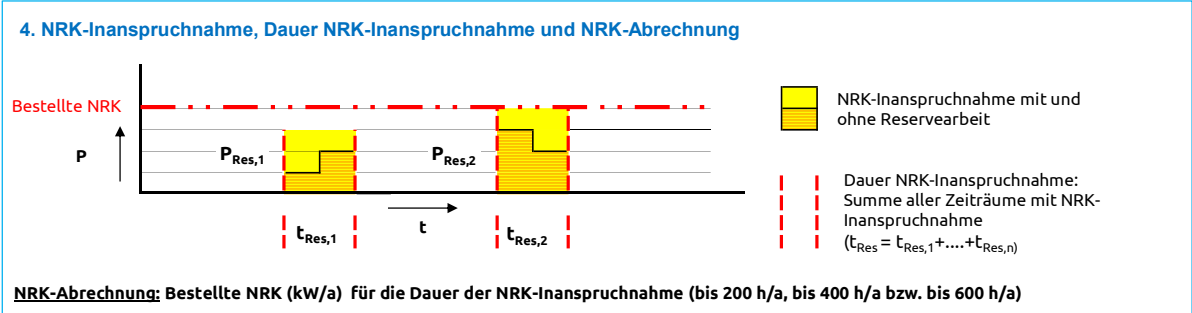 4. NRK-Inanspruchnahme, Dauer NRK-Inanspruchnahme und NRK-Abrechnung
Bestellte NRK
P
PRes,1
PRes,2
tRes,1
t
tRes,2
NRK-Inanspruchnahme mit und
ohne Reservearbeit
Dauer NRK-Inanspruchnahme:
Summe aller Zeiträume mit NRK-
Inanspruchnahme
(tRes = tRes,1+....+tRes,n)
NRK-Abrechnung: Bestellte NRK (kW/a) für die Dauer der NRK-Inanspruchnahme (bis 200 h/a, bis 400 h/a bzw. bis 600 h/a)